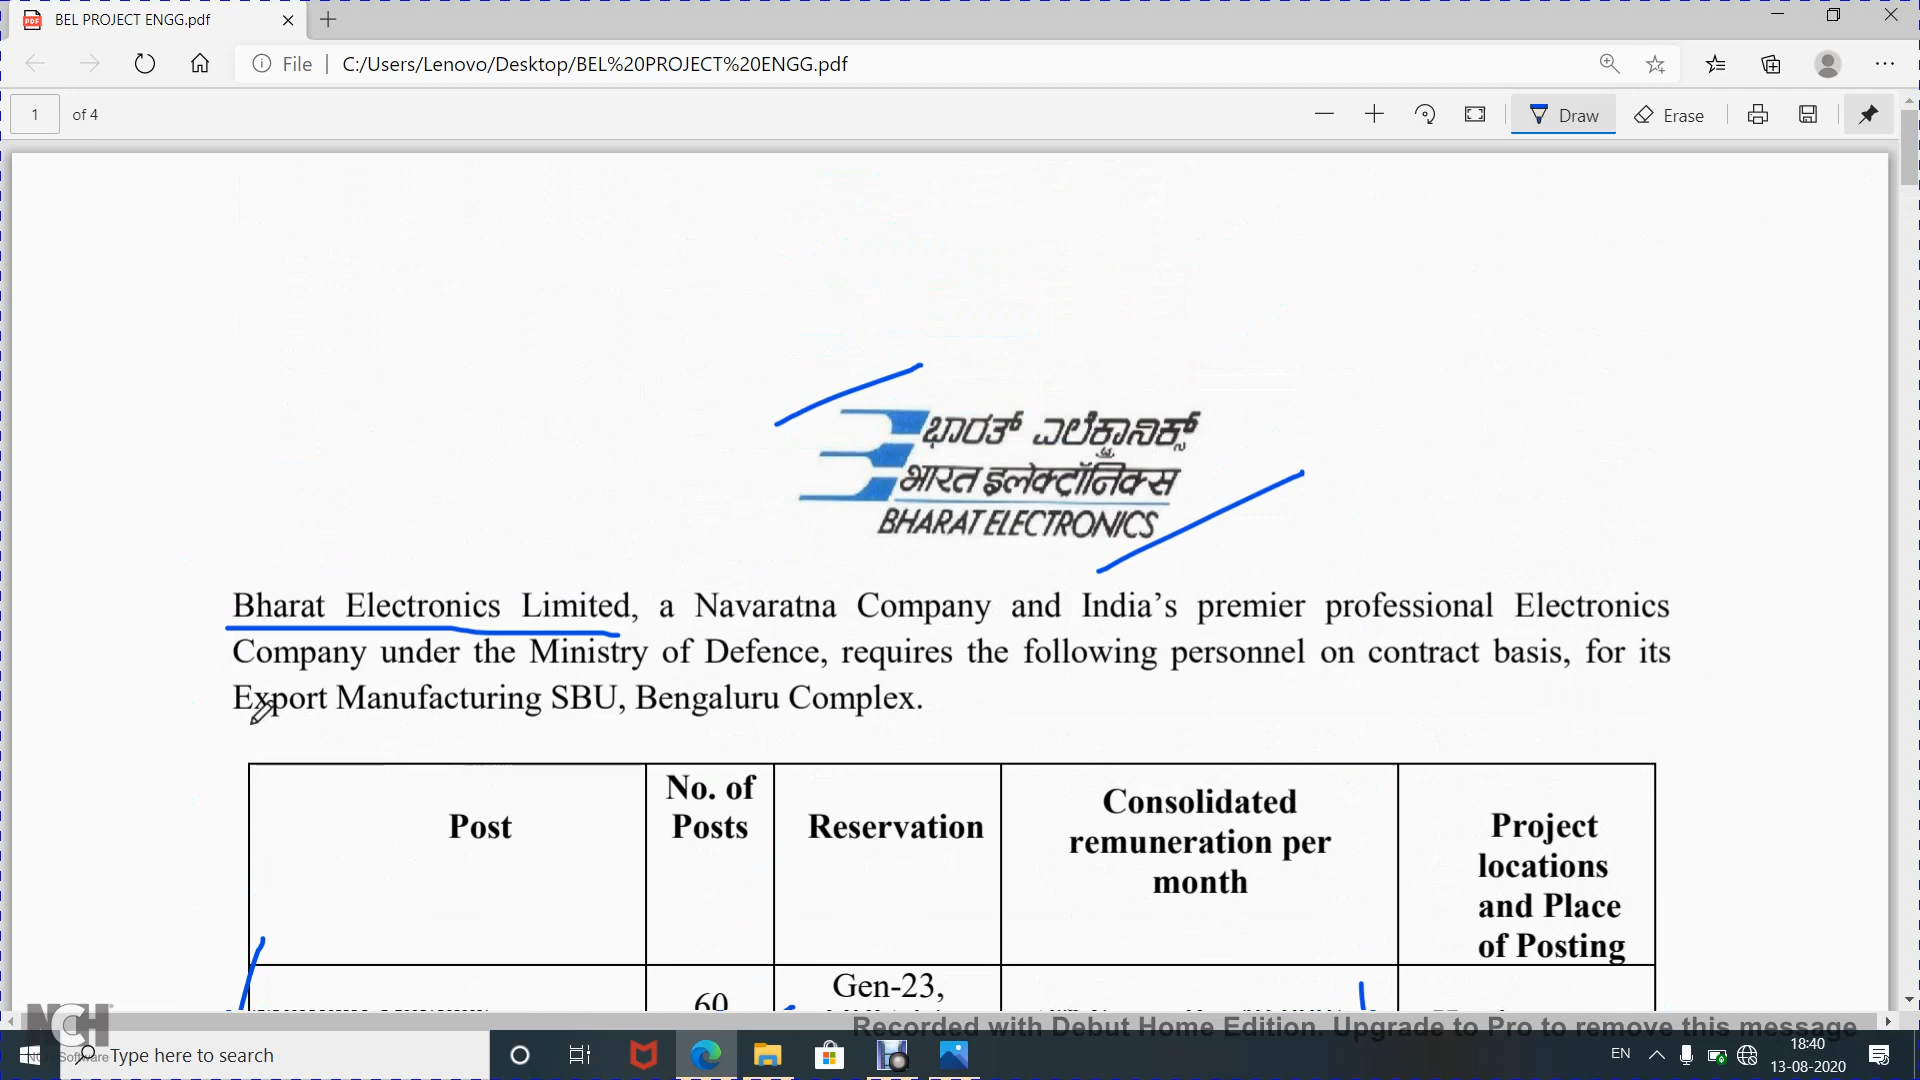 BEL PROJECT ENGG.pdf
File | C:/Users/Lenovo/Desktop/BEL%20PROJECT%20ENGG.pdf
1 of 4
Draw Erase
ಭಾರತ್ ಎಲೆಕ್ಟ್ರಾನಿಕ್ಸ್
भारत इलेक्ट्रॉनिक्स
BHARAT ELECTRONICS
Bharat Electronics Limited, a Navaratna Company and India’s premier professional Electronics
Company under the Ministry of Defence, requires the following personnel on contract basis, for its
Export Manufacturing SBU, Bengaluru Complex.
Post
No. of
Posts
Reservation
Consolidated
remuneration per
month
Project
locations
and Place
of Posting
60
Gen-23,
NCH
NCH Software
Recorded with Debut Home Edition. Upgrade to Pro to remove this message
Type here to search
EN
18:40
13-08-2020